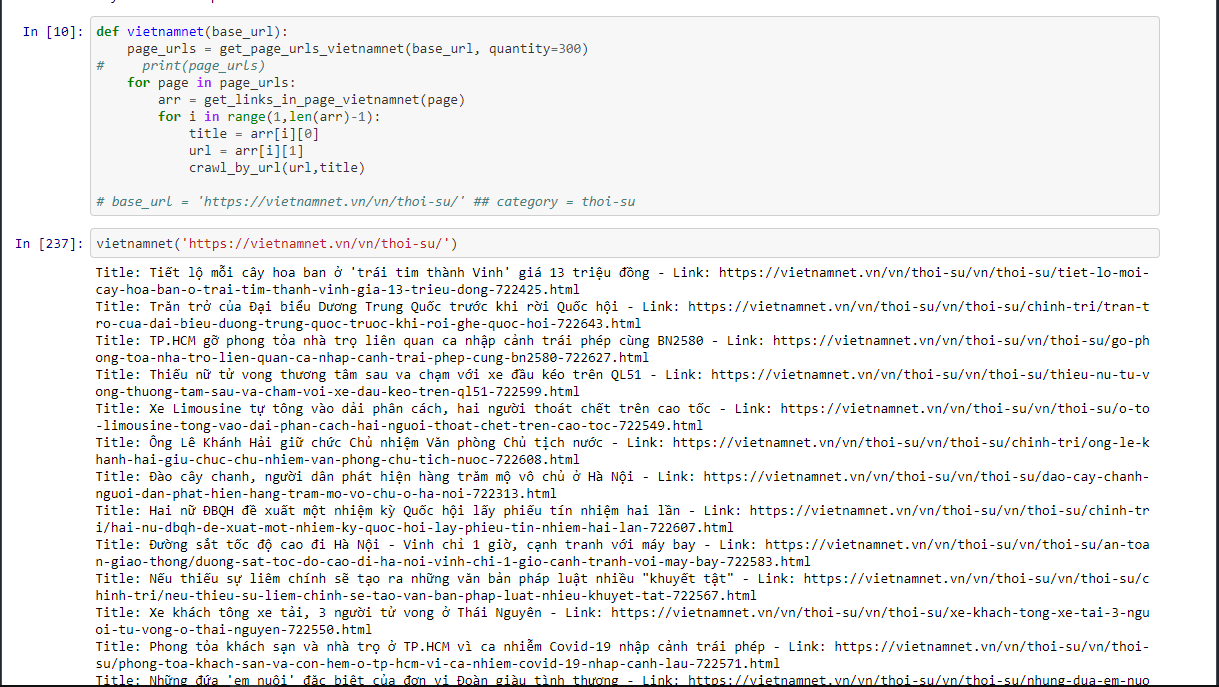 In [10]: def vietnamnet(base_url):
page_urls = get_page_urls_vietnamnet(base_url, quantity=300)
#     print(page_urls)
for page in page_urls:
arr = get_links_in_page_vietnamnet(page)
for i in range(1,len(arr)-1):
title = arr[i][0]
url = arr[i][1]
crawl_by_url(url,title)
# base_url = 'https://vietnamnet.vn/vn/thoi-su/' ## category = thoi-su
In [237]: vietnamnet('https://vietnamnet.vn/vn/thoi-su/')
Title: Tiết lộ mỗi cây hoa ban ở 'trái tim thành Vinh' giá 13 triệu đồng - Link: https://vietnamnet.vn/vn/thoi-su/vn/thoi-su/tiet-lo-moi-
cay-hoa-ban-o-trai-tim-thanh-vinh-gia-13-trieu-dong-722425.html
Title: Trăn trở của Đại biểu Dương Trung Quốc trước khi rời Quốc hội - Link: https://vietnamnet.vn/vn/thoi-su/vn/thoi-su/chinh-tri/tran-t
ro-cua-dai-bieu-duong-trung-quoc-truoc-khi-roi-ghe-quoc-hoi-722643.html
Title: TP.HCM gỡ phong tỏa nhà trọ liên quan ca nhập cảnh trái phép cùng BN2580 - Link: https://vietnamnet.vn/vn/thoi-su/vn/thoi-su/go-ph
ong-toa-nha-tro-lien-quan-ca-nhap-canh-trai-phep-cung-bn2580-722627.html
Title: Thiếu nữ tử vong thương tâm sau va chạm với xe đầu kéo trên QL51 - Link: https://vietnamnet.vn/vn/thoi-su/vn/thoi-su/thieu-nu-tu-v
ong-thuong-tam-sau-va-cham-voi-xe-dau-keo-tren-ql51-722599.html
Title: Xe Limousine tự tông vào dải phân cách, hai người thoát chết trên cao tốc - Link: https://vietnamnet.vn/vn/thoi-su/vn/thoi-su/o-to
-limousine-tong-vao-dai-phan-cach-hai-nguoi-thoat-chet-tren-cao-toc-722549.html
Title: Ông Lê Khánh Hải giữ chức Chủ nhiệm Văn phòng Chủ tịch nước - Link: https://vietnamnet.vn/vn/thoi-su/vn/thoi-su/chinh-tri/ong-le-k
hanh-hai-giu-chuc-chu-nhiem-van-phong-chu-tich-nuoc-722608.html
Title: Đào cây chanh, người dân phát hiện hàng trăm mộ vô chủ ở Hà Nội - Link: https://vietnamnet.vn/vn/thoi-su/vn/thoi-su/dao-cay-chanh-
nguoi-dan-phat-hien-hang-tram-mo-vo-chu-o-ha-noi-722313.html
Title: Hai nữ ĐBQH đề xuất một nhiệm kỳ Quốc hội lấy phiếu tín nhiệm hai lần - Link: https://vietnamnet.vn/vn/thoi-su/vn/thoi-su/chinh-tr
i/hai-nu-dbqh-de-xuat-mot-nhiem-ky-quoc-hoi-lay-phieu-tin-nhiem-hai-lan-722607.html
Title: Đường sắt tốc độ cao đi Hà Nội - Vinh chỉ 1 giờ, cạnh tranh với máy bay - Link: https://vietnamnet.vn/vn/thoi-su/vn/thoi-su/an-toa
n-giao-thong/duong-sat-toc-do-cao-di-ha-noi-vinh-chi-1-gio-canh-tranh-voi-may-bay-722583.html
Title: Nếu thiếu sự liêm chính sẽ tạo ra những văn bản pháp luật nhiều "khuyết tật" - Link: https://vietnamnet.vn/vn/thoi-su/vn/thoi-su/c
hinh-tri/neu-thieu-su-liem-chinh-se-tao-van-ban-phap-luat-nhieu-khuyet-tat-722567.html
Title: Xe khách tông xe tải, 3 người tử vong ở Thái Nguyên - Link: https://vietnamnet.vn/vn/thoi-su/vn/thoi-su/xe-khach-tong-xe-tai-3-ngu
oi-tu-vong-o-thai-nguyen-722550.html
Title: Phong tỏa khách sạn và nhà trọ ở TP.HCM vì ca nhiễm Covid-19 nhập cảnh trái phép - Link: https://vietnamnet.vn/vn/thoi-su/vn/thoi-
su/phong-toa-khach-san-va-con-hem-o-tp-hcm-vi-ca-nhiem-covid-19-nhap-canh-lau-722571.html
Title: Những đứa 'em nuôi' đặc biệt của đơn vị Đoàn giàu tình thương - Link: https://vietnamnet.vn/vn/thoi-su/vn/thoi-su/nhung-dua-em-nuo